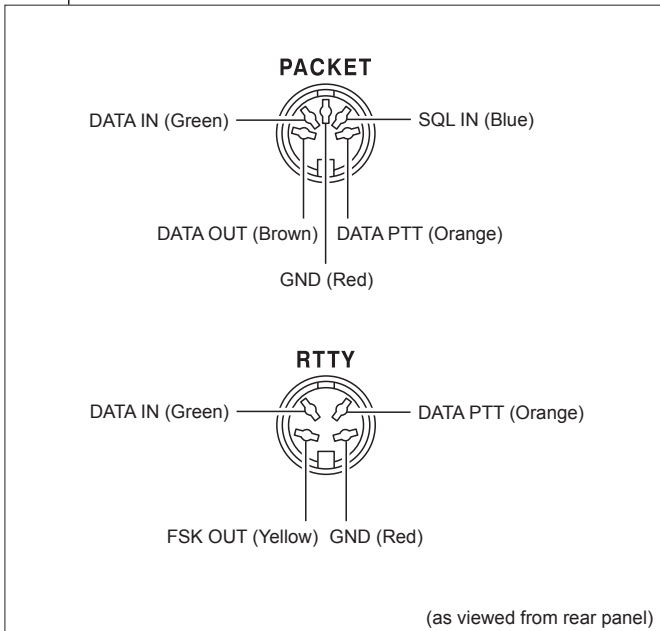 PACKET
DATA IN (Green)
SQL IN (Blue)
DATA OUT (Brown)
DATA PTT (Orange)
GND (Red)
RTTY
DATA IN (Green)
DATA PTT (Orange)
FSK OUT (Yellow)
GND (Red)
(as viewed from rear panel)